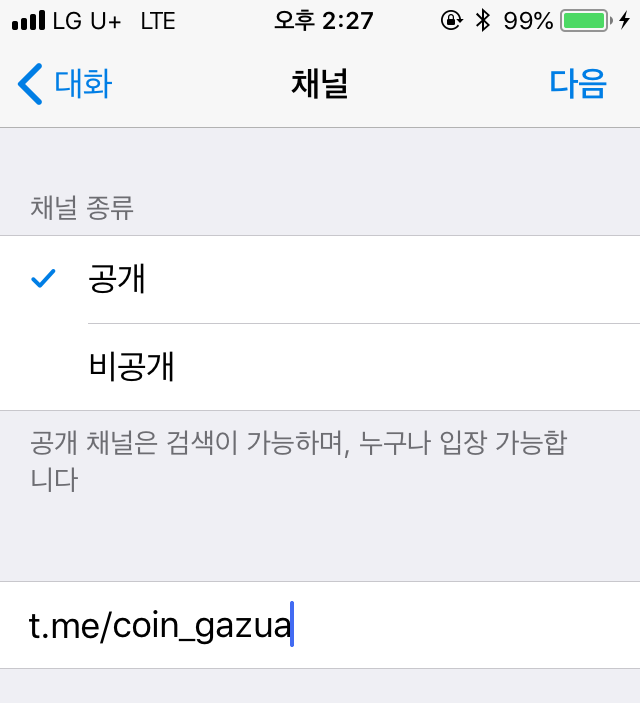 LG U+ LTE 오후 2:27 99%
대화 채널 다음
채널 종류
공개
비공개
공개 채널은 검색이 가능하며, 누구나 입장 가능합
니다
t.me/coin_gazua